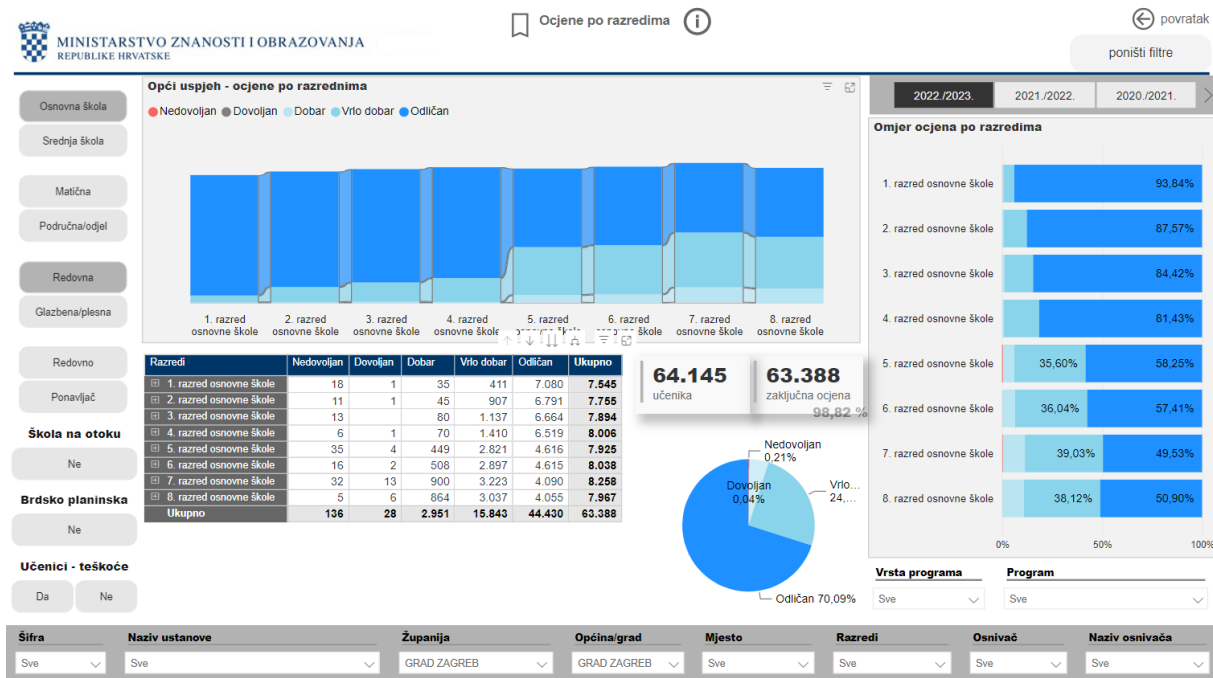 Ocjene po razredima
povratak
MINISTARSTVO ZNANOSTI I OBRAZOVANJA
REPUBLIKE HRVATSKE
poništi filtre
Osnovna škola
Srednja škola
Matična
Područna/odjel
Redovna
Glazbena/plesna
Redovno
Ponavljač
Škola na otoku
Ne
Brdsko planinska
Ne
Učenici - teškoće
Da Ne
Opći uspjeh - ocjene po razrednima
Nedovoljan Dovoljan Dobar Vrlo dobar Odličan
1. razred osnovne škole
2. razred osnovne škole
3. razred osnovne škole
4. razred osnovne škole
5. razred
6. razred
7. razred osnovne škole
8. razred osnovne škole
Razredi Nedovoljan Dovoljan Dobar Vrlo dobar Odličan Ukupno
1. razred osnovne škole 18 1 35 411 7.080 7.545
2. razred osnovne škole 11 1 45 907 6.791 7.755
3. razred osnovne škole 13 80 1.137 6.664 7.894
4. razred osnovne škole 6 1 70 1.410 6.519 8.006
5. razred osnovne škole 35 4 449 2.821 4.616 7.925
6. razred osnovne škole 16 2 508 2.897 4.615 8.038
7. razred osnovne škole 32 13 900 3.223 4.090 8.258
8. razred osnovne škole 5 6 864 3.037 4.055 7.967
Ukupno 136 28 2.951 15.843 44.430 63.388
64.145
učenika
63.388
zaključna ocjena
98,82 %
Nedovoljan
0,21%
Dovoljan
0,04%
Vrlo...
24,...
Odličan 70,09%
2022./2023. 2021./2022. 2020./2021.
Omjer ocjena po razredima
1. razred osnovne škole 93,84%
2. razred osnovne škole 87,57%
3. razred osnovne škole 84,42%
4. razred osnovne škole 81,43%
5. razred osnovne škole 35,60% 58,25%
6. razred osnovne škole 36,04% 57,41%
7. razred osnovne škole 39,03% 49,53%
8. razred osnovne škole 38,12% 50,90%
0% 50% 100%
Vrsta programa Program
Sve Sve
Šifra Naziv ustanove Županija Općina/grad Mjesto Razredi Osnivač Naziv osnivača
Sve Sve GRAD ZAGREB GRAD ZAGREB Sve Sve Sve Sve